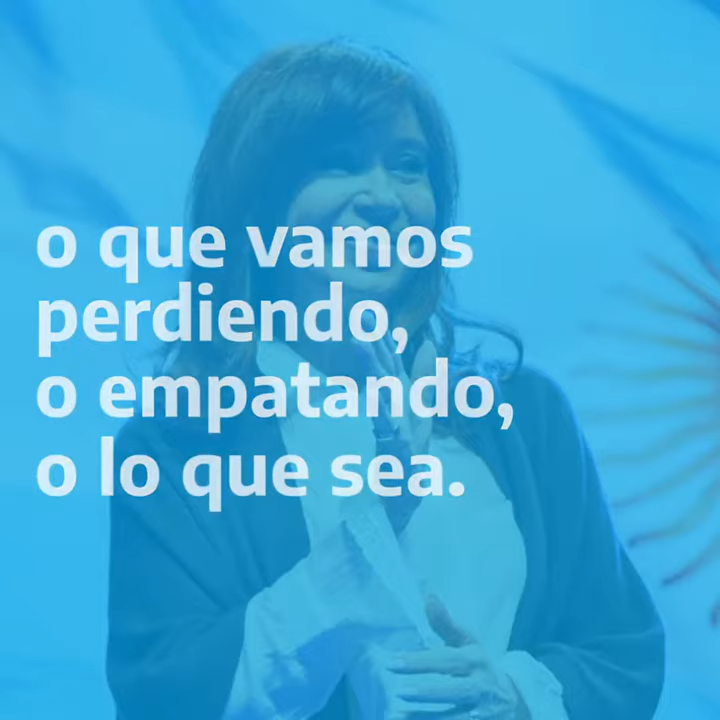 o que vamos
perdiendo,
o empatando,
o lo que sea.